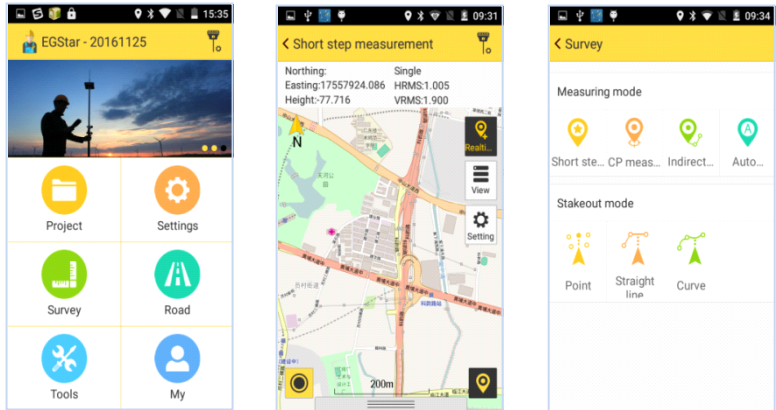 15:35
EGStar - 20161125
Project
Settings
Survey
Road
Tools
My
09:31
Short step measurement
Northing:
Single
Easting:17557924.086
HRMS:1.005
Height:-77.716
VRMS:1.900
N
Realti...
View
Setting
200m
09:34
Survey
Measuring mode
Short ste...
CP meas...
Indirect...
Auto...
Stakeout mode
Point
Straight
line
Curve